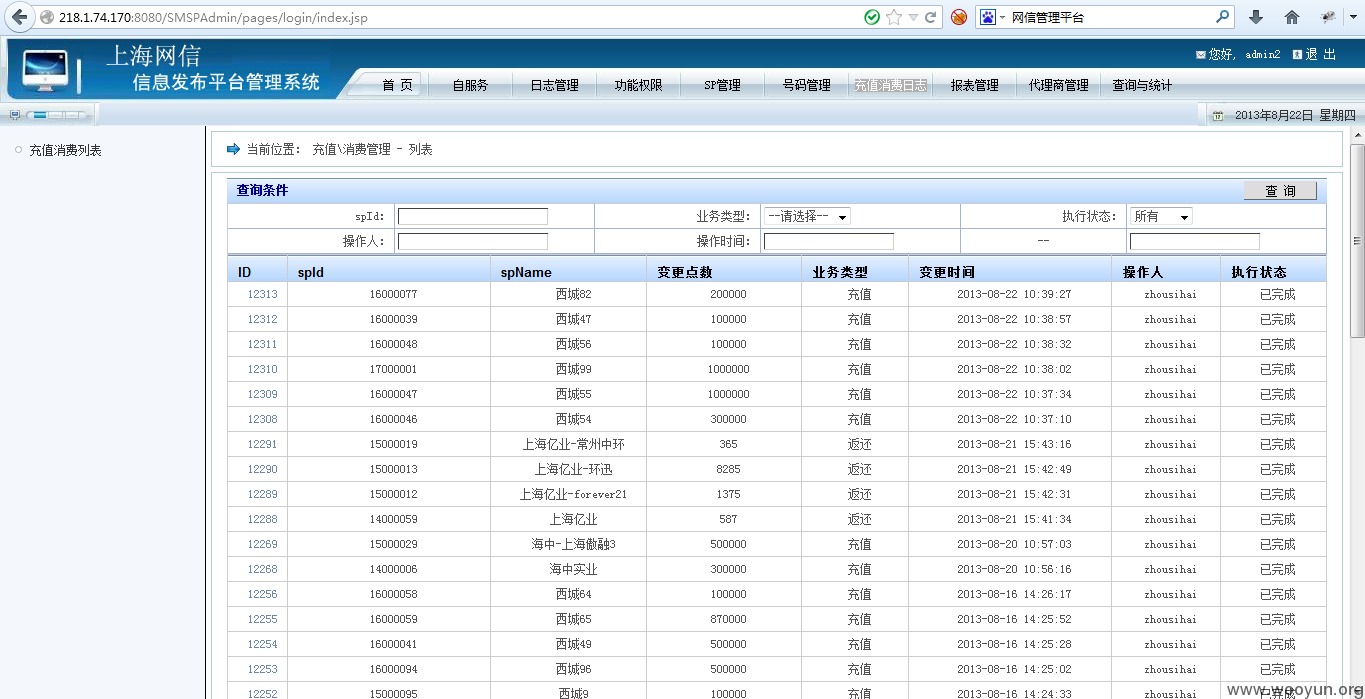 218.1.74.170:8080/SMSPAdmin/pages/login/index.jsp 网信管理平台
上海网信
信息发布平台管理系统
您好, admin2 退 出
首 页 自服务 日志管理 功能权限 SP管理 号码管理 充值消费日志 报表管理 代理商管理 查询与统计
2013年8月22日 星期四
充值消费列表
当前位置: 充值\消费管理 - 列表
查询条件 查 询
spId: 业务类型: --请选择-- 执行状态: 所有
操作人: 操作时间: --
ID spId spName 变更点数 业务类型 变更时间 操作人 执行状态
12313 16000077 西城82 200000 充值 2013-08-22 10:39:27 zhousihai 已完成
12312 16000039 西城47 100000 充值 2013-08-22 10:38:57 zhousihai 已完成
12311 16000048 西城56 100000 充值 2013-08-22 10:38:32 zhousihai 已完成
12310 17000001 西城99 1000000 充值 2013-08-22 10:38:02 zhousihai 已完成
12309 16000047 西城55 1000000 充值 2013-08-22 10:37:34 zhousihai 已完成
12308 16000046 西城54 300000 充值 2013-08-22 10:37:10 zhousihai 已完成
12291 15000019 上海亿业-常州中环 365 返还 2013-08-21 15:43:16 zhousihai 已完成
12290 15000013 上海亿业-环迅 8285 返还 2013-08-21 15:42:49 zhousihai 已完成
12289 15000012 上海亿业-forever21 1375 返还 2013-08-21 15:42:31 zhousihai 已完成
12288 14000059 上海亿业 587 返还 2013-08-21 15:41:34 zhousihai 已完成
12269 15000029 海中-上海傲融3 500000 充值 2013-08-20 10:57:03 zhousihai 已完成
12268 14000006 海中实业 300000 充值 2013-08-20 10:56:16 zhousihai 已完成
12256 16000058 西城64 100000 充值 2013-08-16 14:26:17 zhousihai 已完成
12255 16000059 西城65 870000 充值 2013-08-16 14:25:52 zhousihai 已完成
12254 16000041 西城49 500000 充值 2013-08-16 14:25:28 zhousihai 已完成
12253 16000094 西城96 500000 充值 2013-08-16 14:25:02 zhousihai 已完成
12252 15000095 西城9 100000 充值 2013-08-16 14:24:33 zhousihai 已完成
www.wooyun.org